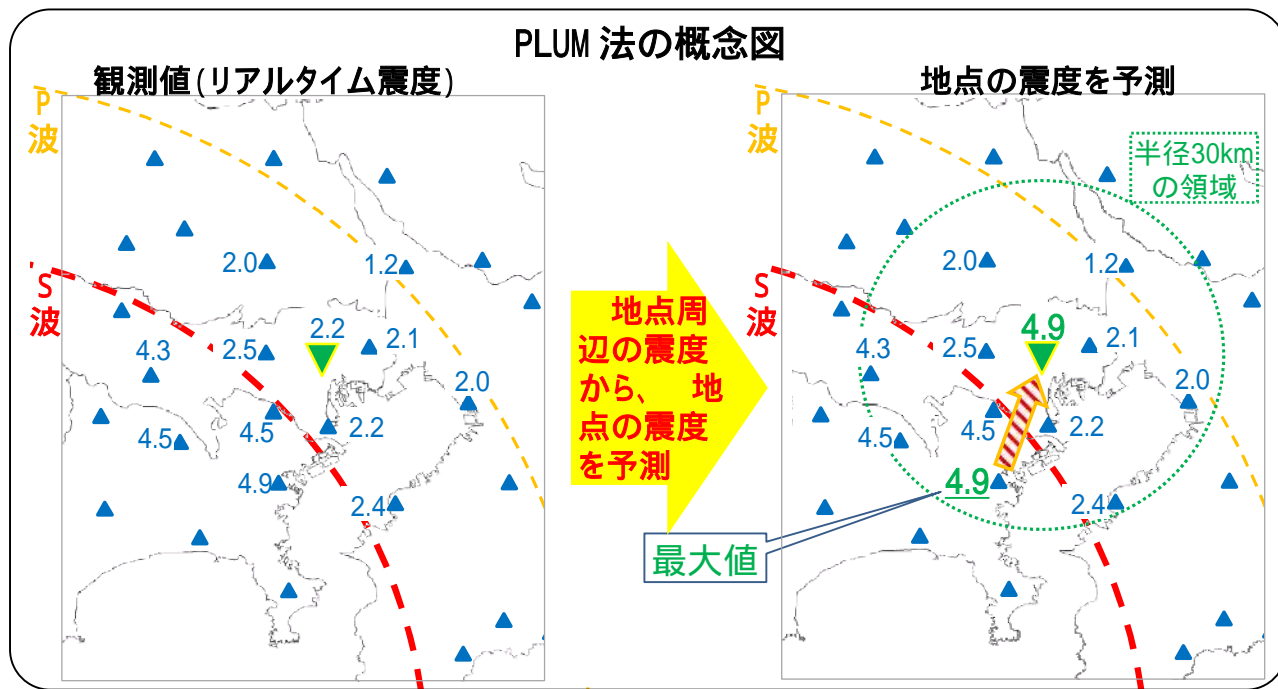 PLUM 法の概念図
観測値(リアルタイム震度)
P
波
S
波
2.0
1.2
2.2
2.1
4.3
2.5
2.0
4.5
4.5
2.2
4.9
2.4
地点周
辺の震度
から、 地
点の震度
を予測
地点の震度を予測
P
波
半径30km
の領域
S
波
2.0
1.2
4.9
2.1
4.3
2.5
2.0
4.5
4.5
2.2
4.9
2.4
最大値